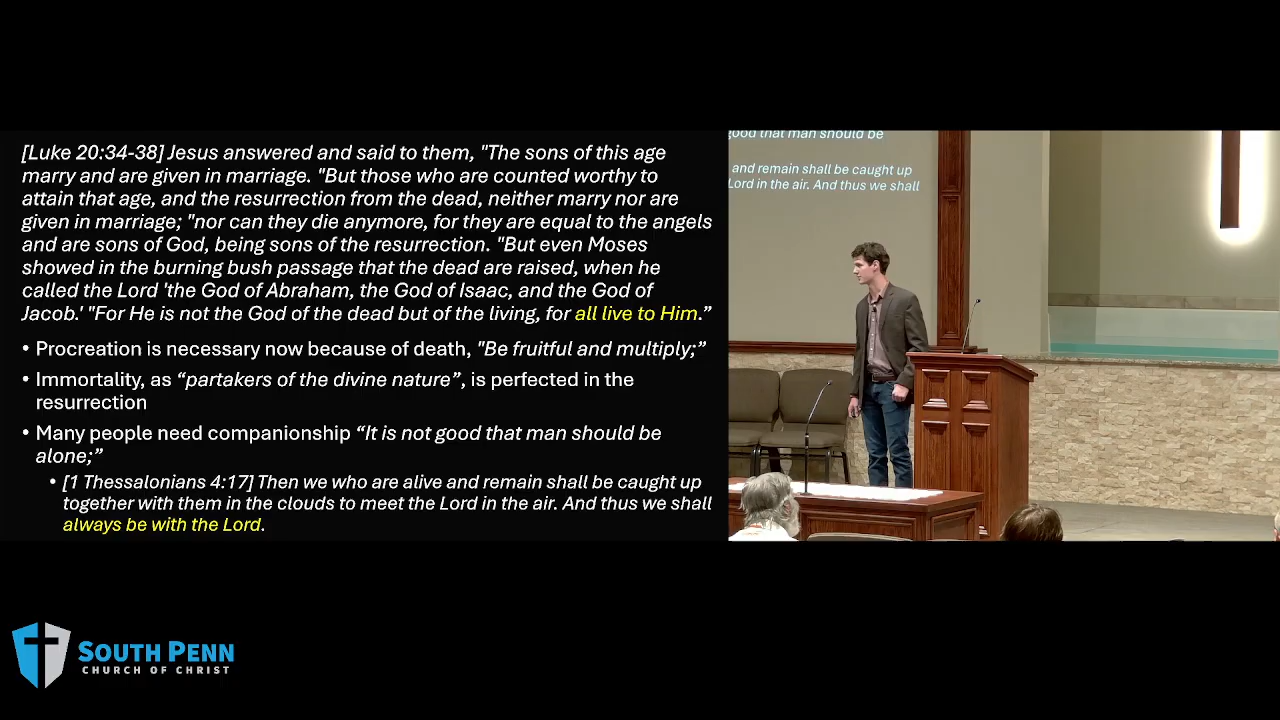 [Luke 20:34-38] Jesus answered and said to them, "The sons of this age
marry and are given in marriage. "But those who are counted worthy to
attain that age, and the resurrection from the dead, neither marry nor are
given in marriage; "nor can they die anymore, for they are equal to the angels
and are sons of God, being sons of the resurrection. "But even Moses
showed in the burning bush passage that the dead are raised, when he
called the Lord 'the God of Abraham, the God of Isaac, and the God of
Jacob.' "For He is not the God of the dead but of the living, for all live to Him.”
• Procreation is necessary now because of death, "Be fruitful and multiply;”
• Immortality, as “partakers of the divine nature”, is perfected in the
resurrection
• Many people need companionship “It is not good that man should be
alone;”
• [1 Thessalonians 4:17] Then we who are alive and remain shall be caught up
together with them in the clouds to meet the Lord in the air. And thus we shall
always be with the Lord.
good that man should be
and remain shall be caught up
Lord in the air. And thus we shall
SOUTH PENN
CHURCH OF CHRIST